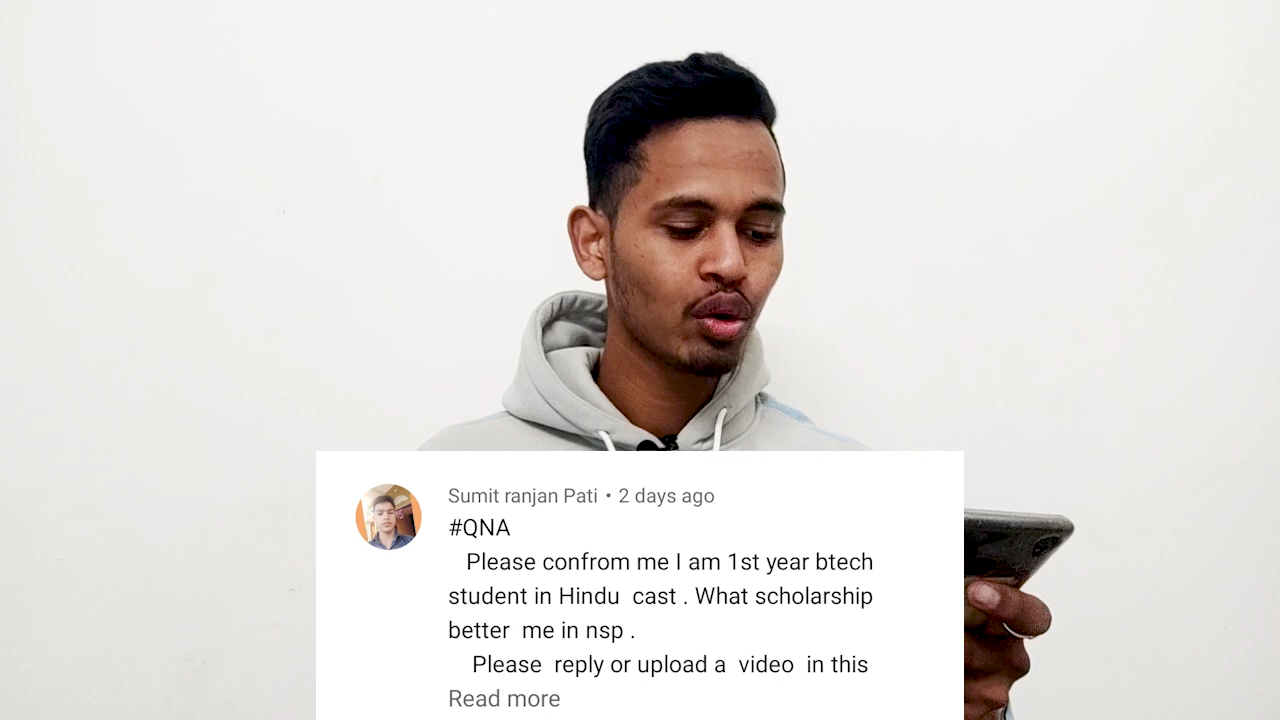 Sumit ranjan Pati • 2 days ago
#QNA
Please confrom me I am 1st year btech
student in Hindu cast . What scholarship
better me in nsp .
Please reply or upload a video in this
Read more